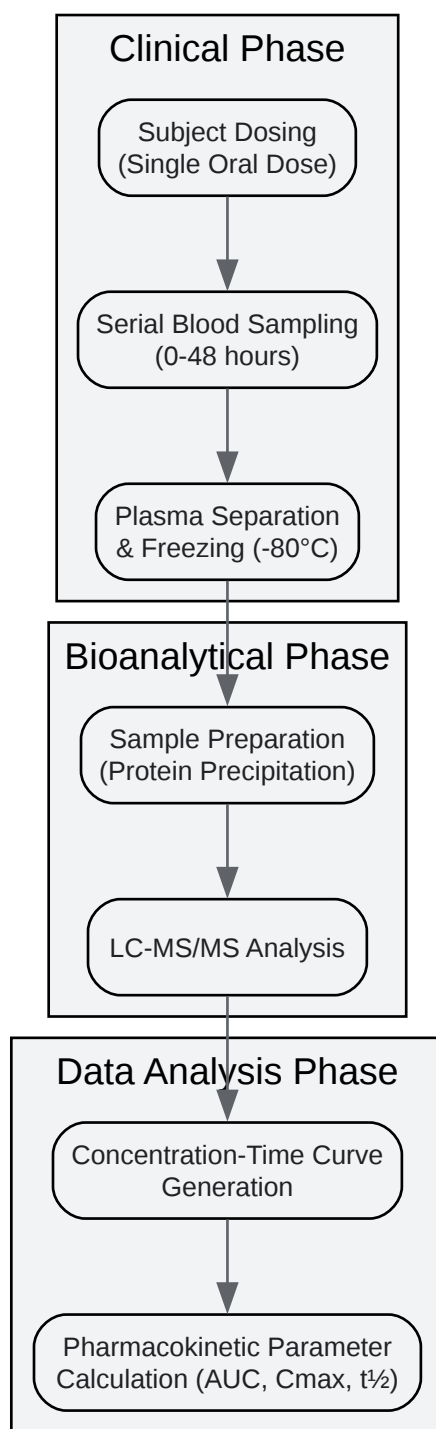 Clinical Phase
Subject Dosing
(Single Oral Dose)
Serial Blood Sampling
(0-48 hours)
Plasma Separation
& Freezing (-80°C)
Bioanalytical Phase
Sample Preparation
(Protein Precipitation)
LC-MS/MS Analysis
Data Analysis Phase
Concentration-Time Curve
Generation
Pharmacokinetic Parameter
Calculation (AUC, Cmax, t½)